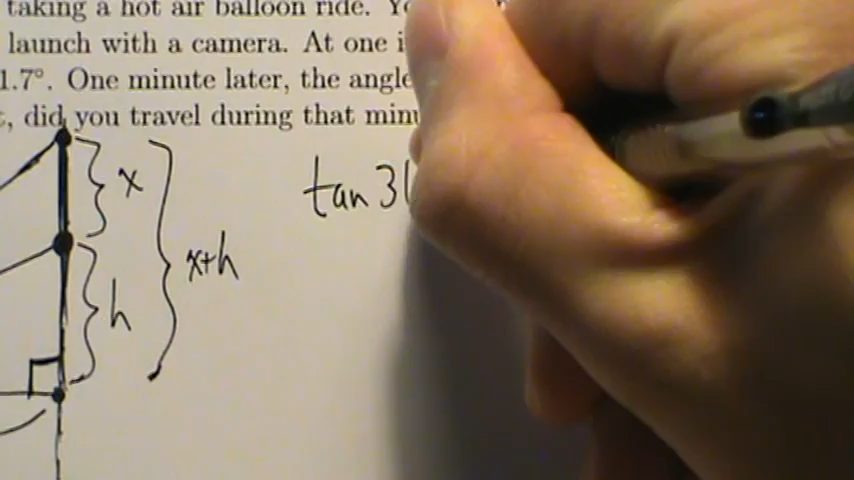 taking a hot air balloon ride.
launch with a camera. At one
1.7°. One minute later, the angle
did you travel during that
x
tan 3
x+h
h